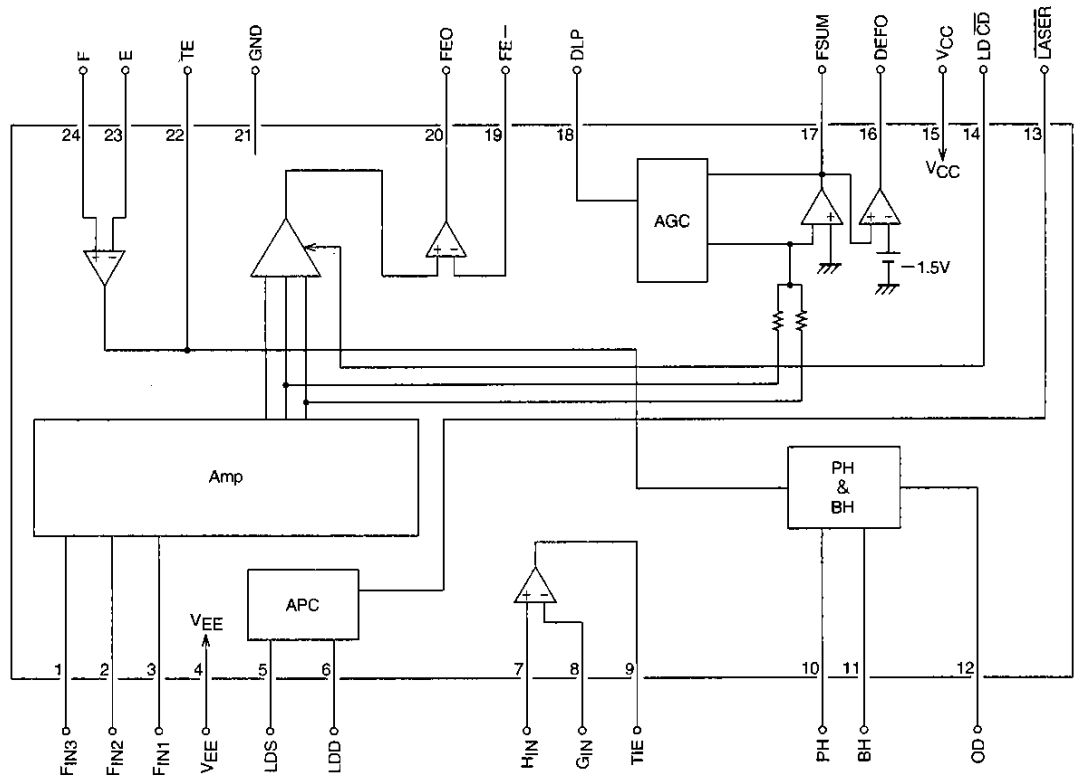 F E TE GND FEO FE− DLP FSUM DEFO VCC LD C̅D̅ L̅A̅S̅E̅R̅
24 23 22 21 20 19 18 17 16 15 14 13
VCC
AGC
+ −
+ −
+
+ −
−1.5V
Amp
PH
&
BH
APC
+ −
VEE
1 2 3 4 5 6 7 8 9 10 11 12
FIN3 FIN2 FIN1 VEE LDS LDD HIN GIN TIE PH BH OD